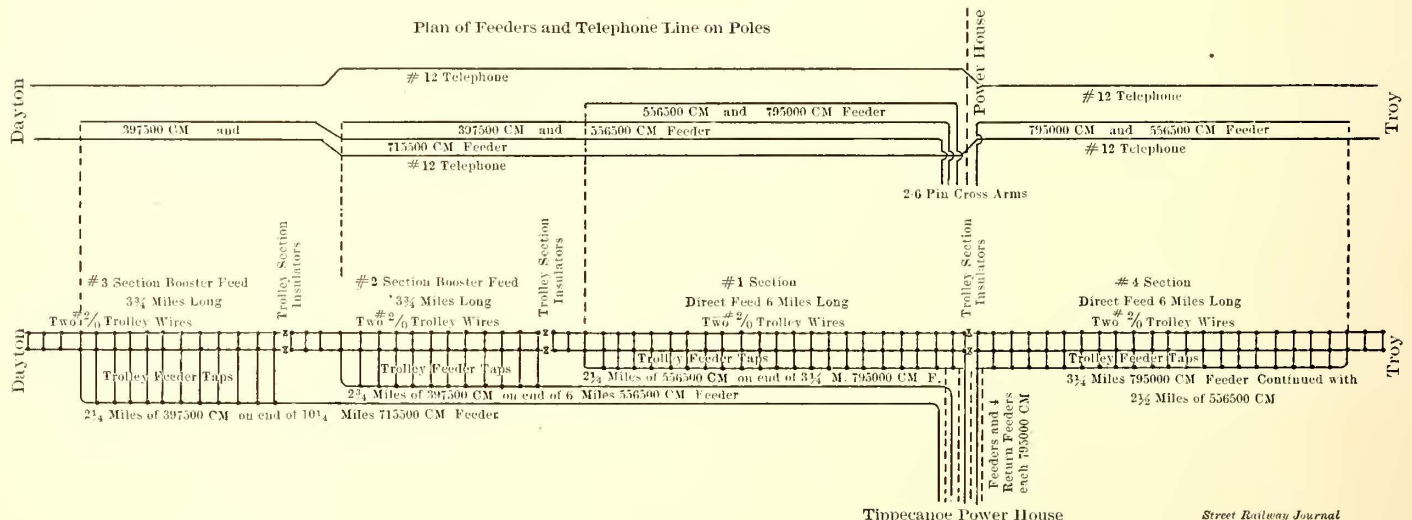 Plan of Feeders and Telephone Line on Poles
Power House
Dayton
# 12 Telephone
# 12 Telephone
Troy
556500 CM and 795000 CM Feeder
397500 CM and
397500 CM and
556500 CM Feeder
795000 CM and 556500 CM Feeder
715500 CM Feeder
# 12 Telephone
# 12 Telephone
2-6 Pin Cross Arms
Trolley Section
Insulators
Trolley Section
Insulators
Trolley Section
Insulators
#3 Section Booster Feed
3¾ Miles Long
Two #2/0 Trolley Wires
#2 Section Booster Feed
3¾ Miles Long
Two #2/0 Trolley Wires
#1 Section
Direct Feed 6 Miles Long
Two #2/0 Trolley Wires
#4 Section
Direct Feed 6 Miles Long
Two #2/0 Trolley Wires
Dayton
Troy
Trolley Feeder Taps
Trolley Feeder Taps
Trolley Feeder Taps
Trolley Feeder Taps
Miles of 556500 CM on end of 3¼ M. 795000 CM F.
3¼ Miles 795000 CM Feeder Continued with
2½ Miles of 556500 CM
2¾ Miles of 397500 CM on end of 6 Miles 556500 CM Feeder
2¼ Miles of 397500 CM on end of 10¼ Miles 715500 CM Feeder
Feeders and 4
Return Feeders
each 795000 CM
Tippecanoe Power House
Street Railway Journal